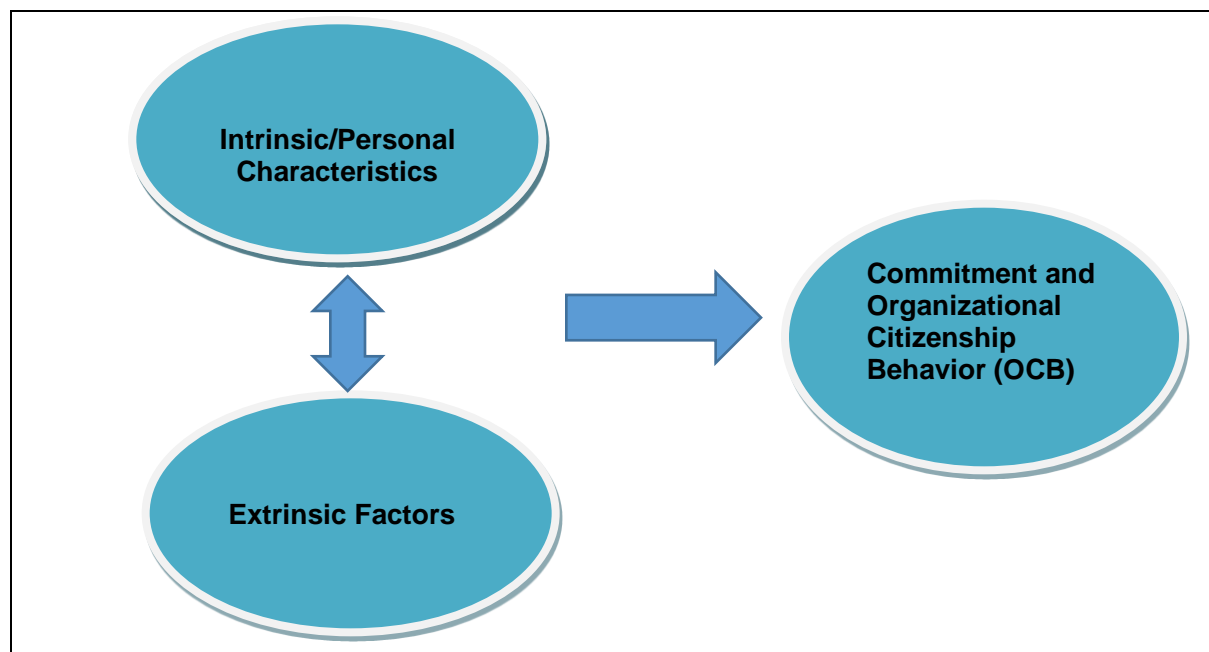 Intrinsic/Personal
Characteristics
Commitment and
Organizational
Citizenship
Behavior (OCB)
Extrinsic Factors